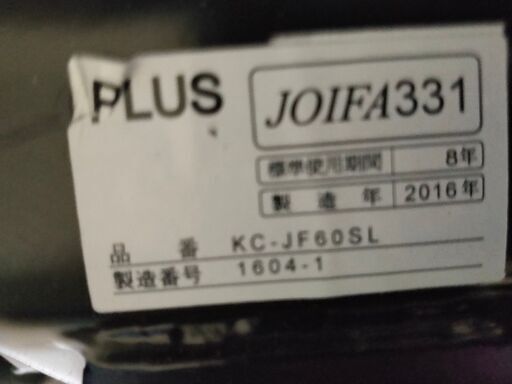 PLUS
JOIFA331
標準使用期間 8年
製造年 2016年
品番 KC-JF60SL
製造番号 1604-1